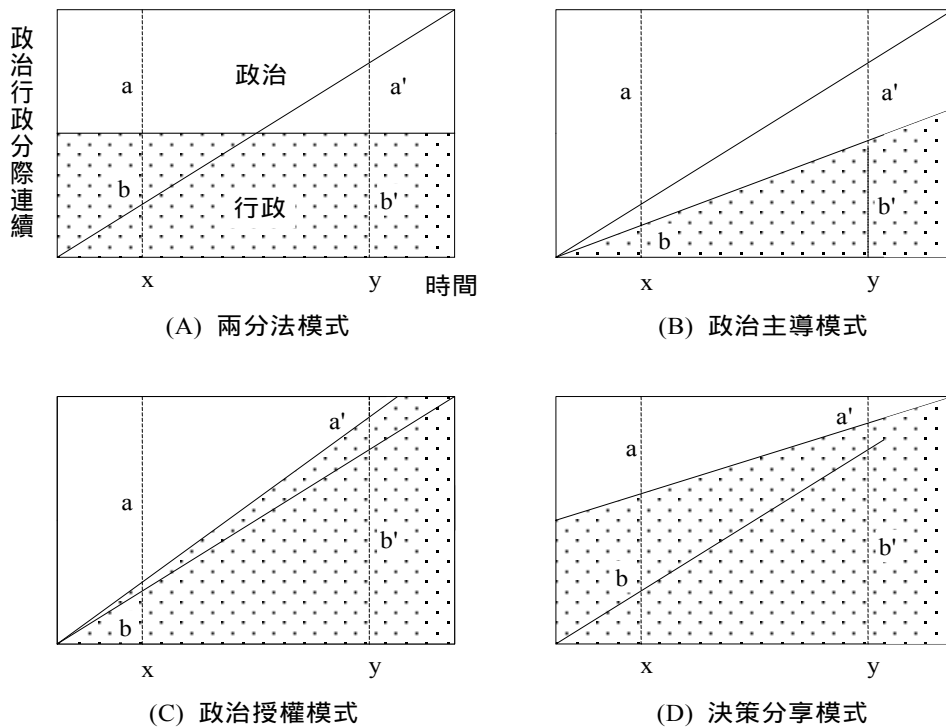 政治行政分際連續
a
政治
a'
b
行政
b'
x
y
時間
(A) 兩分法模式
a
a'
b
b'
x
y
(B) 政治主導模式
a
a'
b
b'
x
y
(C) 政治授權模式
a
a'
b
b'
x
y
(D) 決策分享模式